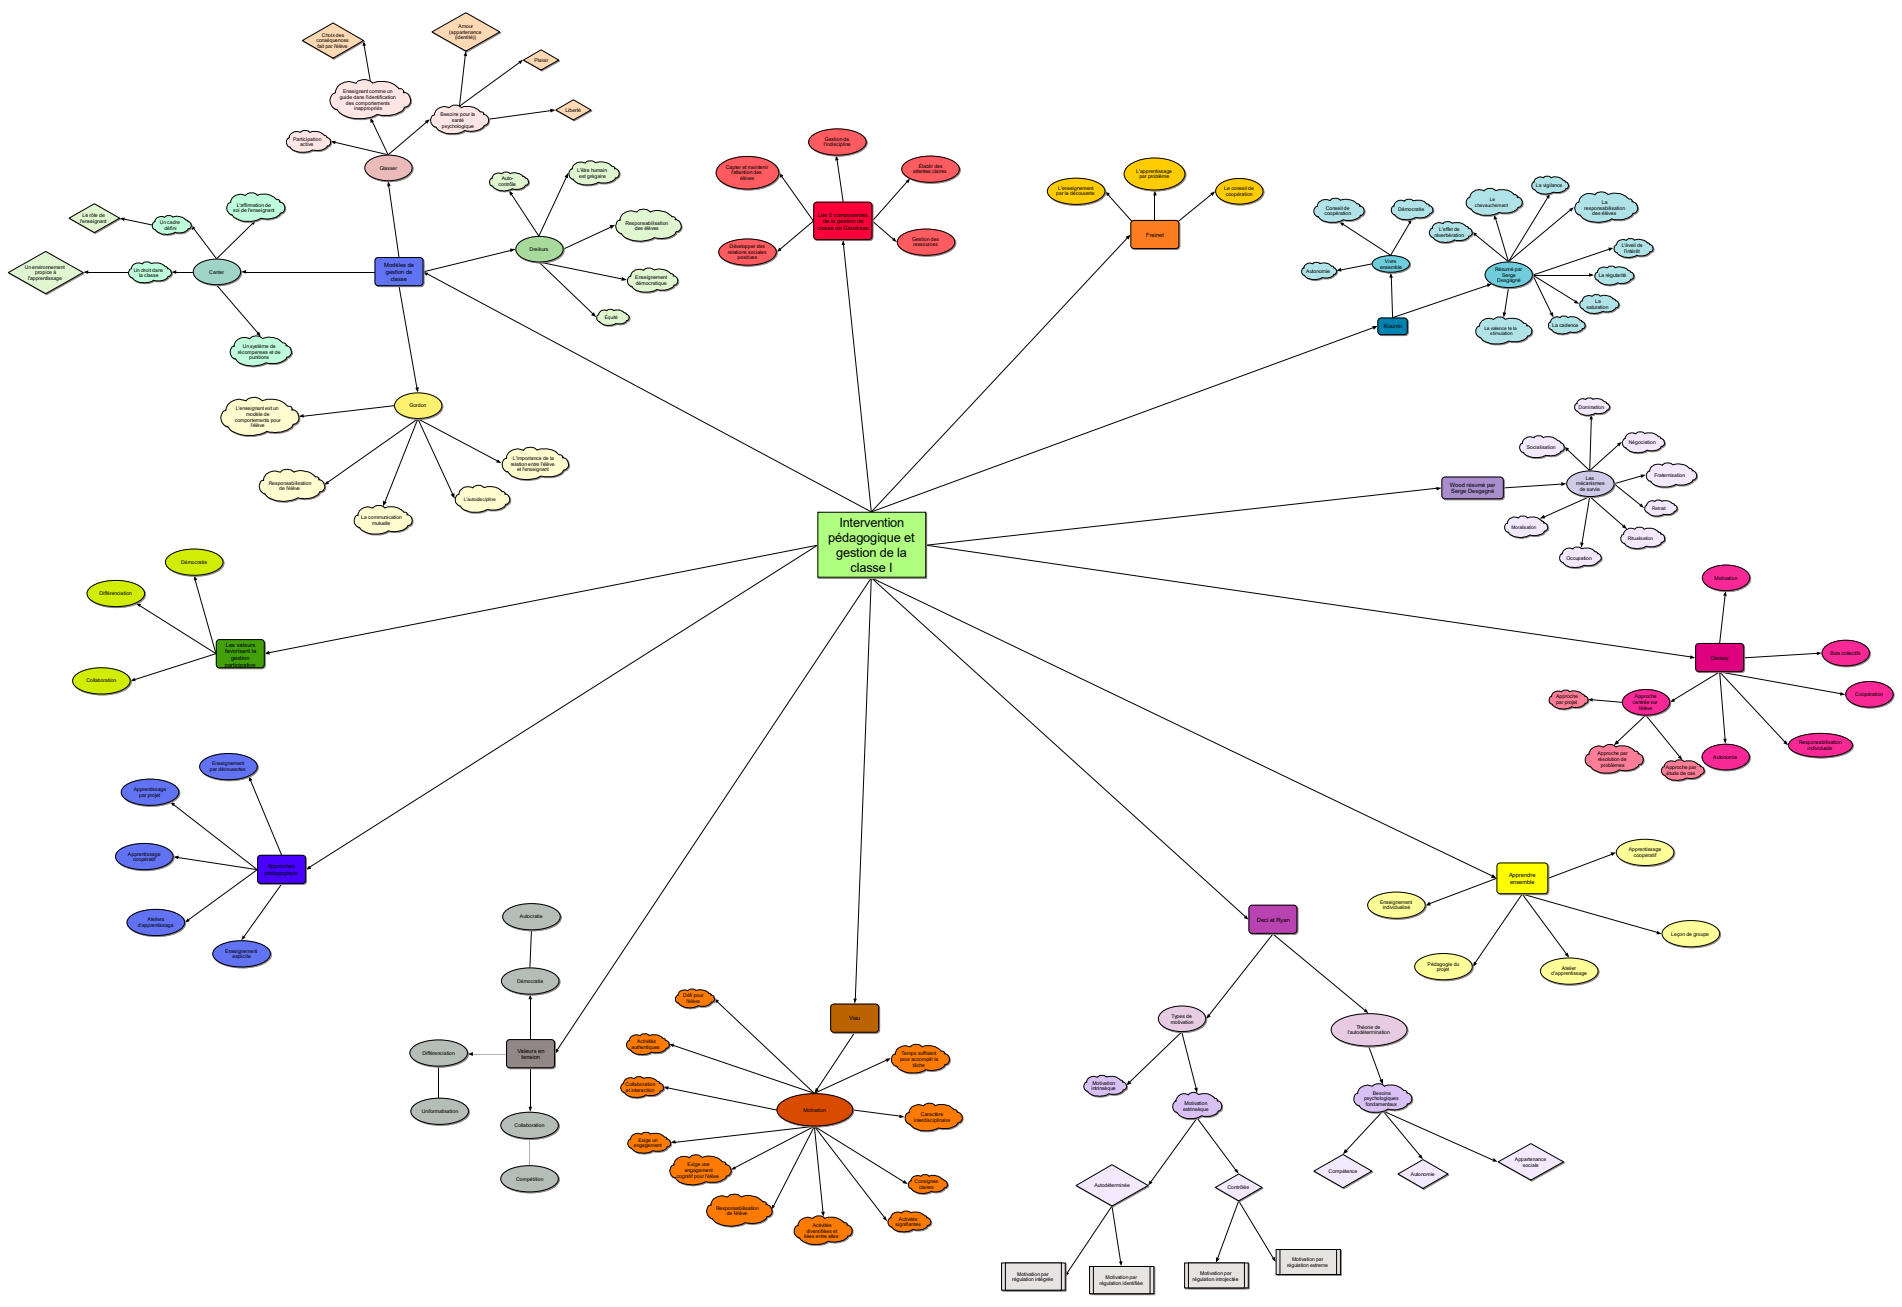 Choix des
conséquences
fait par l'élève
Amour
(appartenance
(identité))
Plaisir
Liberté
Enseignant comme un
guide dans l'identification
des comportements
inappropriés
Besoins pour la
santé
psychologique
Participation
active
Glasser
Le rôle de
l'enseignant
Un cadre
défini
L'affirmation de
soi de l'enseignant
Un environnement
propice à
l'apprentissage
Un droit dans
la classe
Canter
Un système de
récompenses et de
punitions
Modèles de
gestion de
classe
Auto-
contrôle
L'être humain
est grégaire
Responsabilisation
des élèves
Dreikurs
Enseignement
démocratique
Équité
Gordon
L'enseignant est un
modèle de
comportements pour
l'élève
Responsabilisation
de l'élève
La communication
mutuelle
L'autodiscipline
L'importance de la
relation entre l'élève
et l'enseignant
Gestion de
l'indiscipline
Capter et maintenir
l'attention des
élèves
Établir des
attentes claires
Les 5 composantes
de la gestion de
classe de Gaudreau
Développer des
relations sociales
positives
Gestion des
ressources
L'enseignement
par la découverte
L'apprentissage
par problème
Le conseil de
coopération
Freinet
Conseil de
coopération
Démocratie
Autonomie
Vivre
ensemble
Kounin
L'effet de
réverbération
Le
chevauchement
La vigilance
La
responsabilisation
des élèves
L'éveil de
l'intérêt
Résumé par
Serge
Desgagné
La régularité
La
saturation
La cadence
La valence te la
stimulation
Domination
Socialisation
Négociation
Wood résumé par
Serge Desgagné
Les
mécanismes
de survie
Fraternisation
Retrait
Moralisation
Ritualisation
Occupation
Intervention
pédagogique et
gestion de la
classe I
Démocratie
Différenciation
Les valeurs
favorisant la
gestion
participative
Collaboration
Motivation
Dewey
Buts collectifs
Coopération
Approche
par projet
Approche
centrée sur
l'élève
Approche par
résolution de
problèmes
Approche par
étude de cas
Autonomie
Responsabilisation
individuelle
Enseignement
par découvertes
Apprentissage
par projet
Apprentissage
coopératif
Approches
pédagogique
Ateliers
d'apprentissage
Enseignement
explicite
Autocratie
Démocratie
Différenciation
Valeurs en
tension
Uniformalisation
Collaboration
Compétition
Viau
Défi pour
l'élève
Activités
authentiques
Temps suffisant
pour accomplir la
tâche
Collaboration
et interaction
Motivation
Caractère
interdisciplinaire
Exige un
engagement
Exige une
engagement
cognitif pour l'élève
Consignes
claires
Responsabilisation
de l'élève
Activités
diversifiées et
liées entre elles
Activités
signifiantes
Deci et Ryan
Types de
motivation
Théorie de
l'autodétermination
Motivation
intrinsèque
Motivation
extrinsèque
Besoins
psychologiques
fondamentaux
Autodéterminée
Contrôlée
Compétence
Autonomie
Appartenance
sociale
Motivation par
régulation intégrée
Motivation par
régulation identifiée
Motivation par
régulation introjectée
Motivation par
régulation extreme
Apprendre
ensemble
Apprentissage
coopératif
Enseignement
individualisé
Leçon de groupe
Pédagogie du
projet
Atelier
d'apprentissage